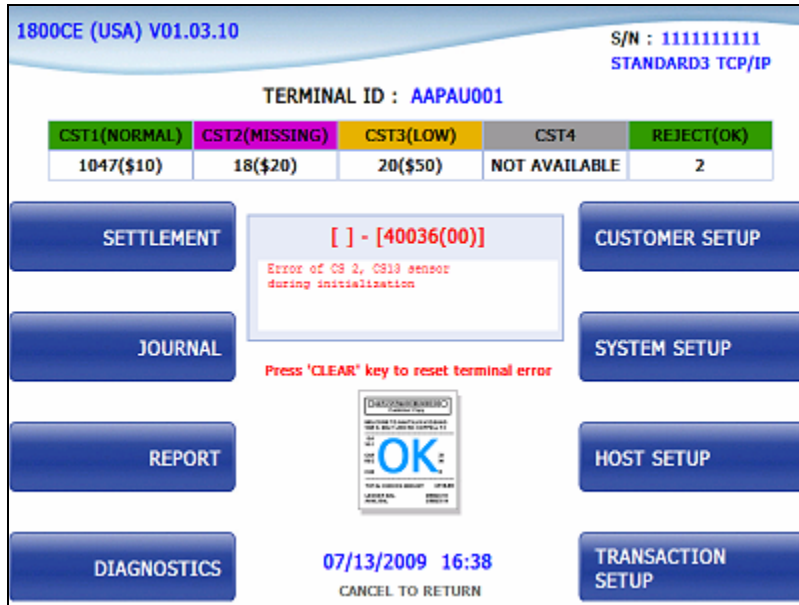 1800CE (USA) V01.03.10
S/N : 1111111111
STANDARD3 TCP/IP
TERMINAL ID : AAPAU001
CST1(NORMAL) CST2(MISSING) CST3(LOW) CST4 REJECT(OK)
1047($10) 18($20) 20($50) NOT AVAILABLE 2
SETTLEMENT
[ ] - [40036(00)]
CUSTOMER SETUP
Error of CS 2, CS13 sensor
during initialization
JOURNAL
SYSTEM SETUP
Press 'CLEAR' key to reset terminal error
OK
REPORT
HOST SETUP
DIAGNOSTICS
07/13/2009 16:38
CANCEL TO RETURN
TRANSACTION
SETUP